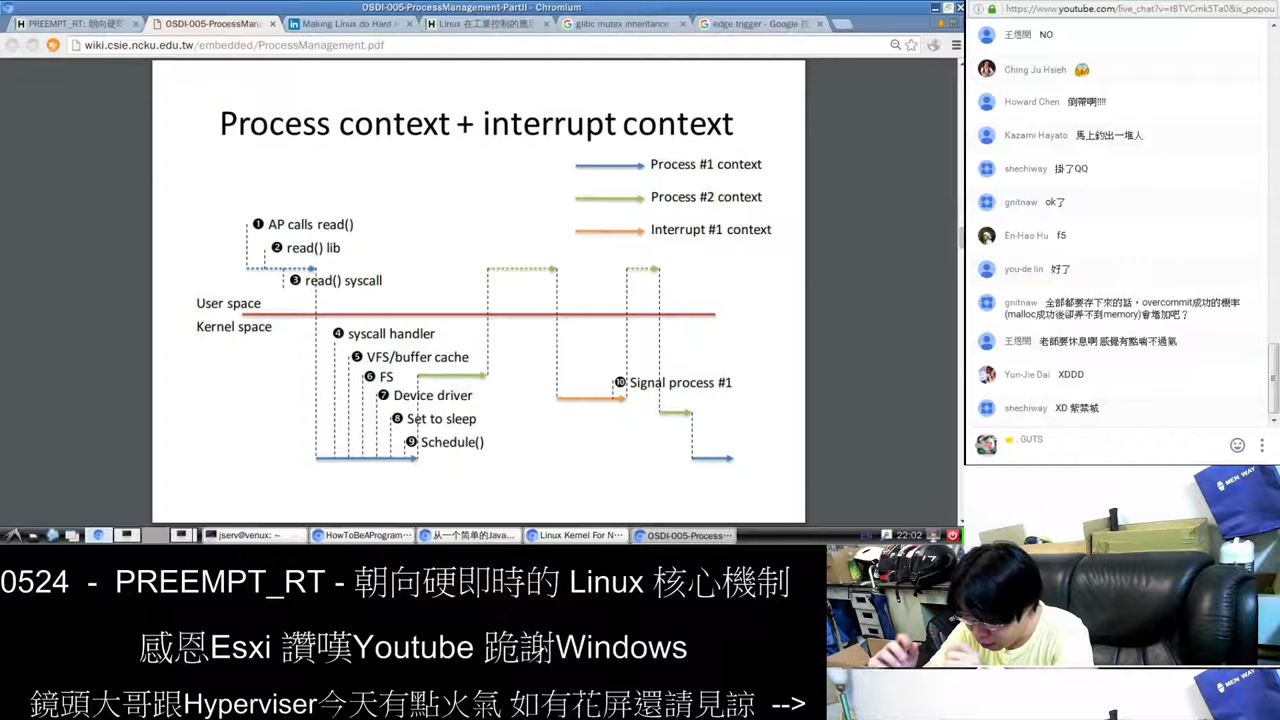 OSDI-005-ProcessManagement-PartII - Chromium
PREEMPT_RT: 朝向硬即
OSDI-005-ProcessMan
Making Linux do Hard
Linux 在工業控制的應用
glibc mutex inheritance
edge trigger - Google
wiki.csie.ncku.edu.tw/embedded/ProcessManagement.pdf
Process context + interrupt context
Process #1 context
Process #2 context
Interrupt #1 context
❶ AP calls read()
❷ read() lib
❸ read() syscall
User space
Kernel space
❹ syscall handler
❺ VFS/buffer cache
❻ FS
❼ Device driver
❽ Set to sleep
❾ Schedule()
❿ Signal process #1
jserv@venux: ~
HowToBeAProgram...
从一个简单的Java...
Linux Kernel For N...
OSDI-005-Process...
EN
22:02
https://www.youtube.com/live_chat?v=tBTVCmk5Ta0&is_popou
NO
Ching Ju Hsieh 😱
Howard Chen 倒帶咧!!!!
Kazami Hayato 馬上釣出一堆人
shechiway 掛了QQ
gnitnaw ok了
En-Hao Hu f5
you-de lin 好了
gnitnaw 全部都要存下來的話，overcommit成功的機率
(malloc成功後卻弄不到memory)會增加吧？
老師要休息啊 感覺有點喘不過氣
Yun-Jie Dai XDDD
shechiway XD 紫禁城
. GUTS
0524 - PREEMPT_RT - 朝向硬即時的 Linux 核心機制
感恩Esxi 讚嘆Youtube 跪謝Windows
鏡頭大哥跟Hyperviser今天有點火氣 如有花屏還請見諒 -->
MEN WAY
MEN WAY